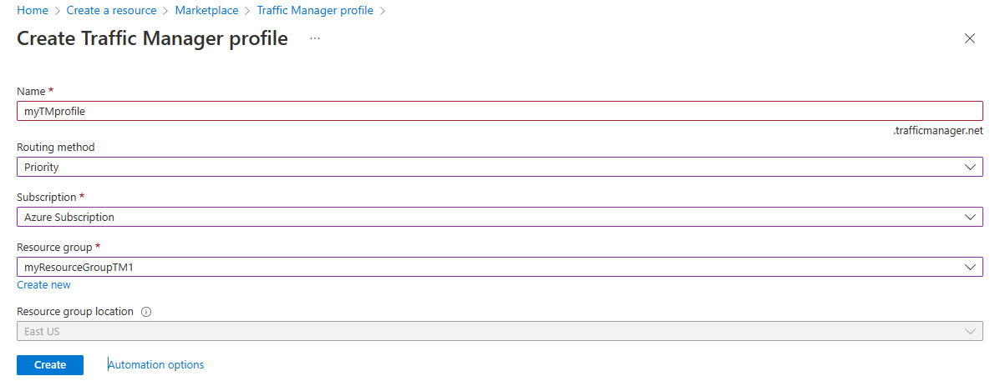 Home > Create a resource > Marketplace > Traffic Manager profile >
Create Traffic Manager profile ...
Name *
myTMprofile
.trafficmanager.net
Routing method
Priority
Subscription *
Azure Subscription
Resource group *
myResourceGroupTM1
Create new
Resource group location
East US
Create Automation options